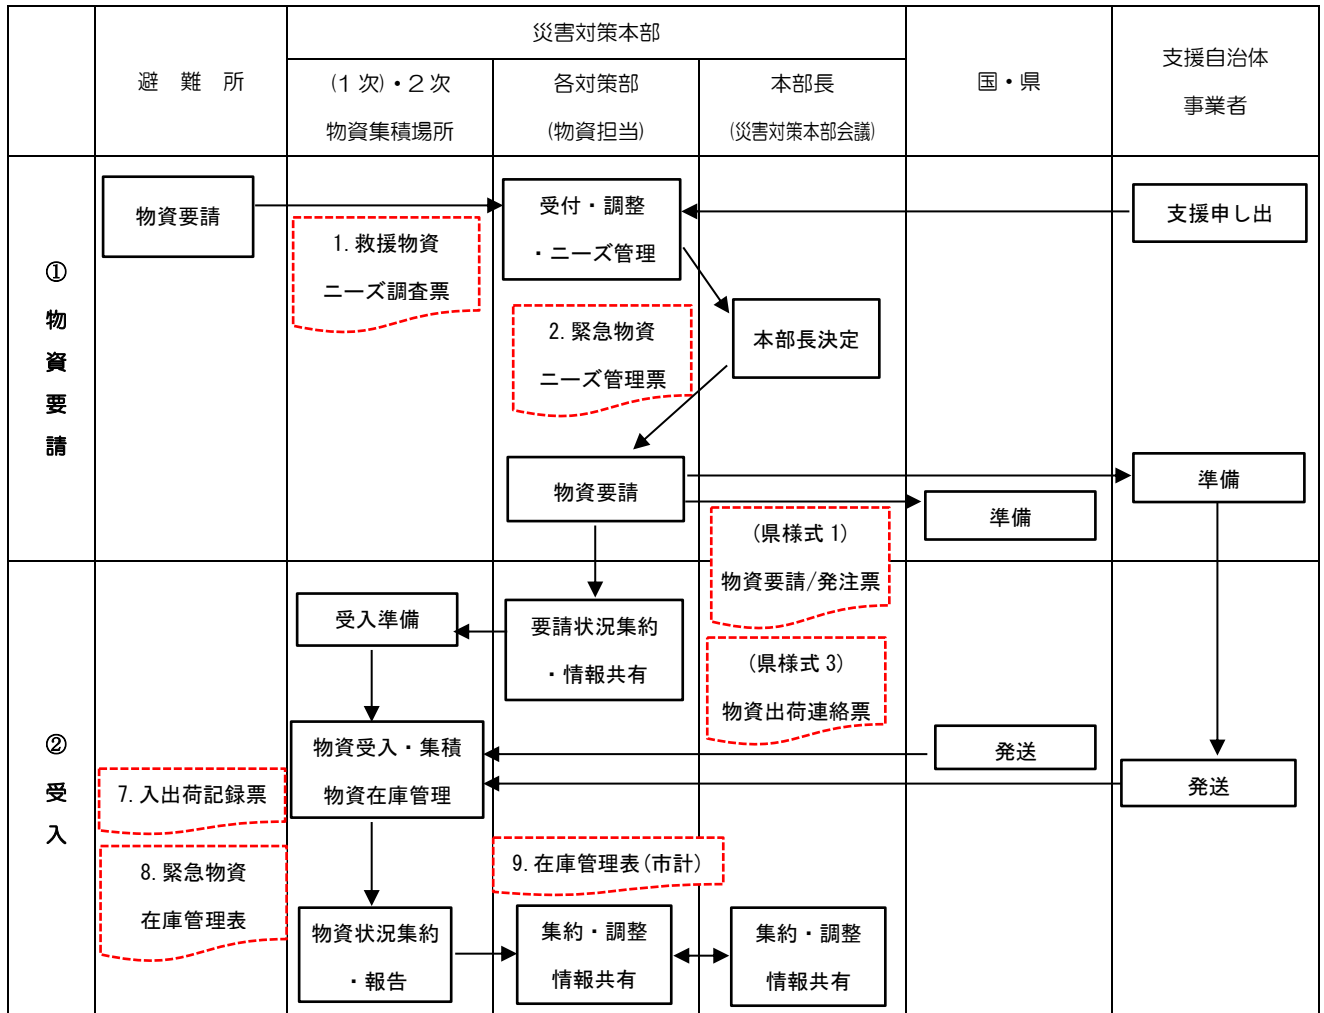 災害対策本部
避　難　所
(１次)・２次
物資集積場所
各対策部
(物資担当)
本部長
(災害対策本部会議)
国・県
支援自治体
事業者
①
物
資
要
請
物資要請
1.救援物資
ニーズ調査票
受付・調整
・ニーズ管理
支援申し出
2.緊急物資
ニーズ管理票
本部長決定
物資要請
準備
準備
(県様式 1)
物資要請/発注票
②
受
入
受入準備
要請状況集約
・情報共有
(県様式 3)
物資出荷連絡票
物資受入・集積
物資在庫管理
発送
発送
7.入出荷記録票
8.緊急物資
在庫管理表
9.在庫管理表(市計)
物資状況集約
・報告
集約・調整
情報共有
集約・調整
情報共有